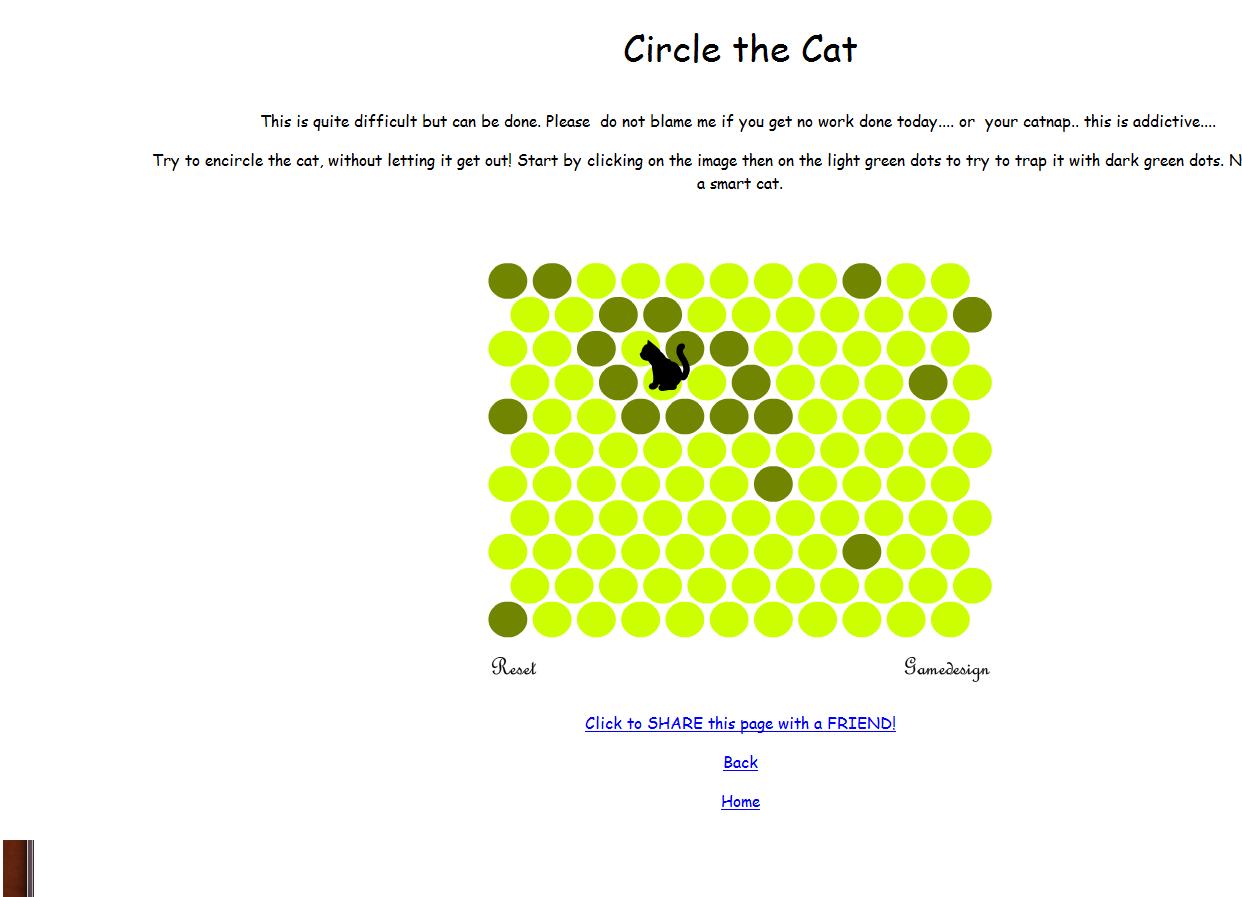 Circle the Cat
This is quite difficult but can be done. Please  do not blame me if you get no work done today.... or  your catnap.. this is addictive....
Try to encircle the cat, without letting it get out! Start by clicking on the image then on the light green dots to try to trap it with dark green dots. N
a smart cat.
Reset
Gamedesign
Click to SHARE this page with a FRIEND!
Back
Home